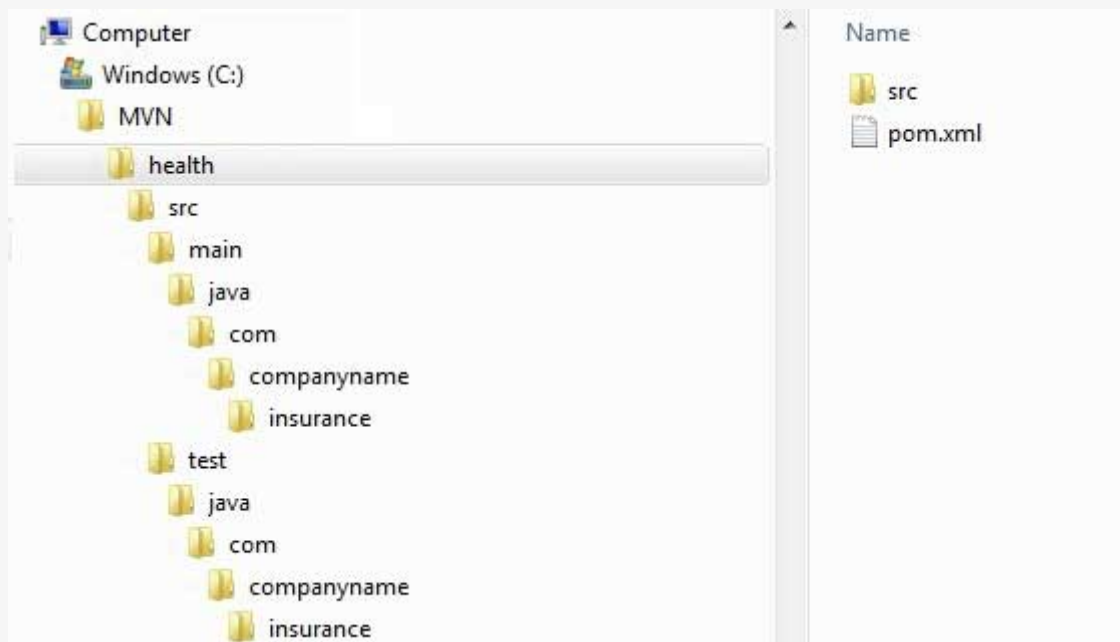 Computer
Windows (C:)
MVN
health
src
main
java
com
companyname
insurance
test
java
com
companyname
insurance
Name
src
pom.xml